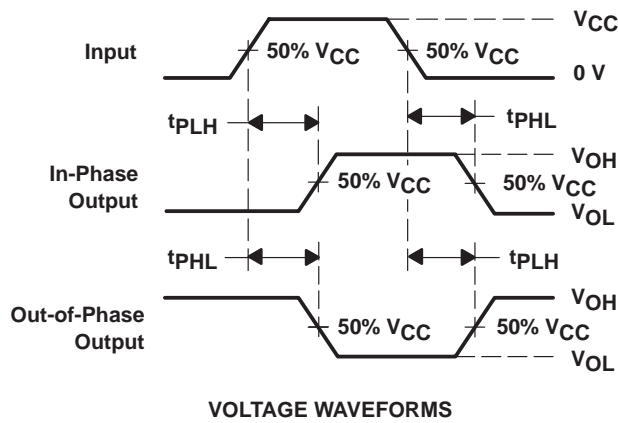 VCC
Input 50% VCC 50% VCC
0 V
tPLH tPHL
VOH
In-Phase Output 50% VCC 50% VCC
VOL
tPHL tPLH
VOH
Out-of-Phase Output 50% VCC 50% VCC
VOL
VOLTAGE WAVEFORMS